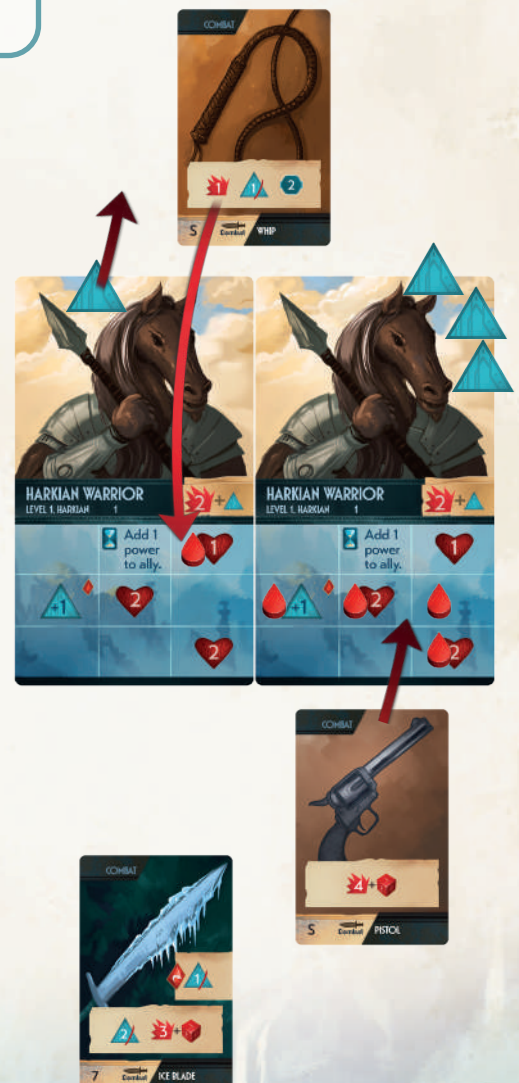 COMBAT
1 1 2
S Combat WHIP
HARKIAN WARRIOR
LEVEL 1, HARKIAN 1
2 +
Add 1
power
to ally.
1
+1
2
2
HARKIAN WARRIOR
LEVEL 1, HARKIAN 1
2 +
Add 1
power
to ally.
1
+1
2
2
COMBAT
4 +
S Combat PISTOL
COMBAT
1
2 3 +
7 Combat ICE BLADE